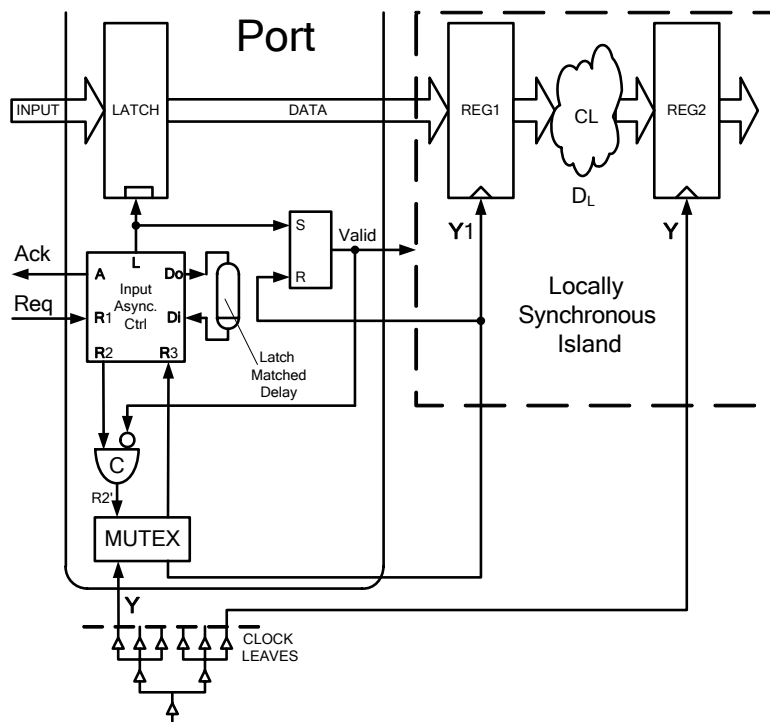 Port
INPUT
LATCH
DATA
REG1
CL
REG2
D_L
S
R
Valid
Y1
Y
Ack
Req
A
L
Do
R1
Input
Async.
Ctrl
Di
R2
R3
Latch
Matched
Delay
Locally
Synchronous
Island
C
R2'
MUTEX
Y
CLOCK
LEAVES